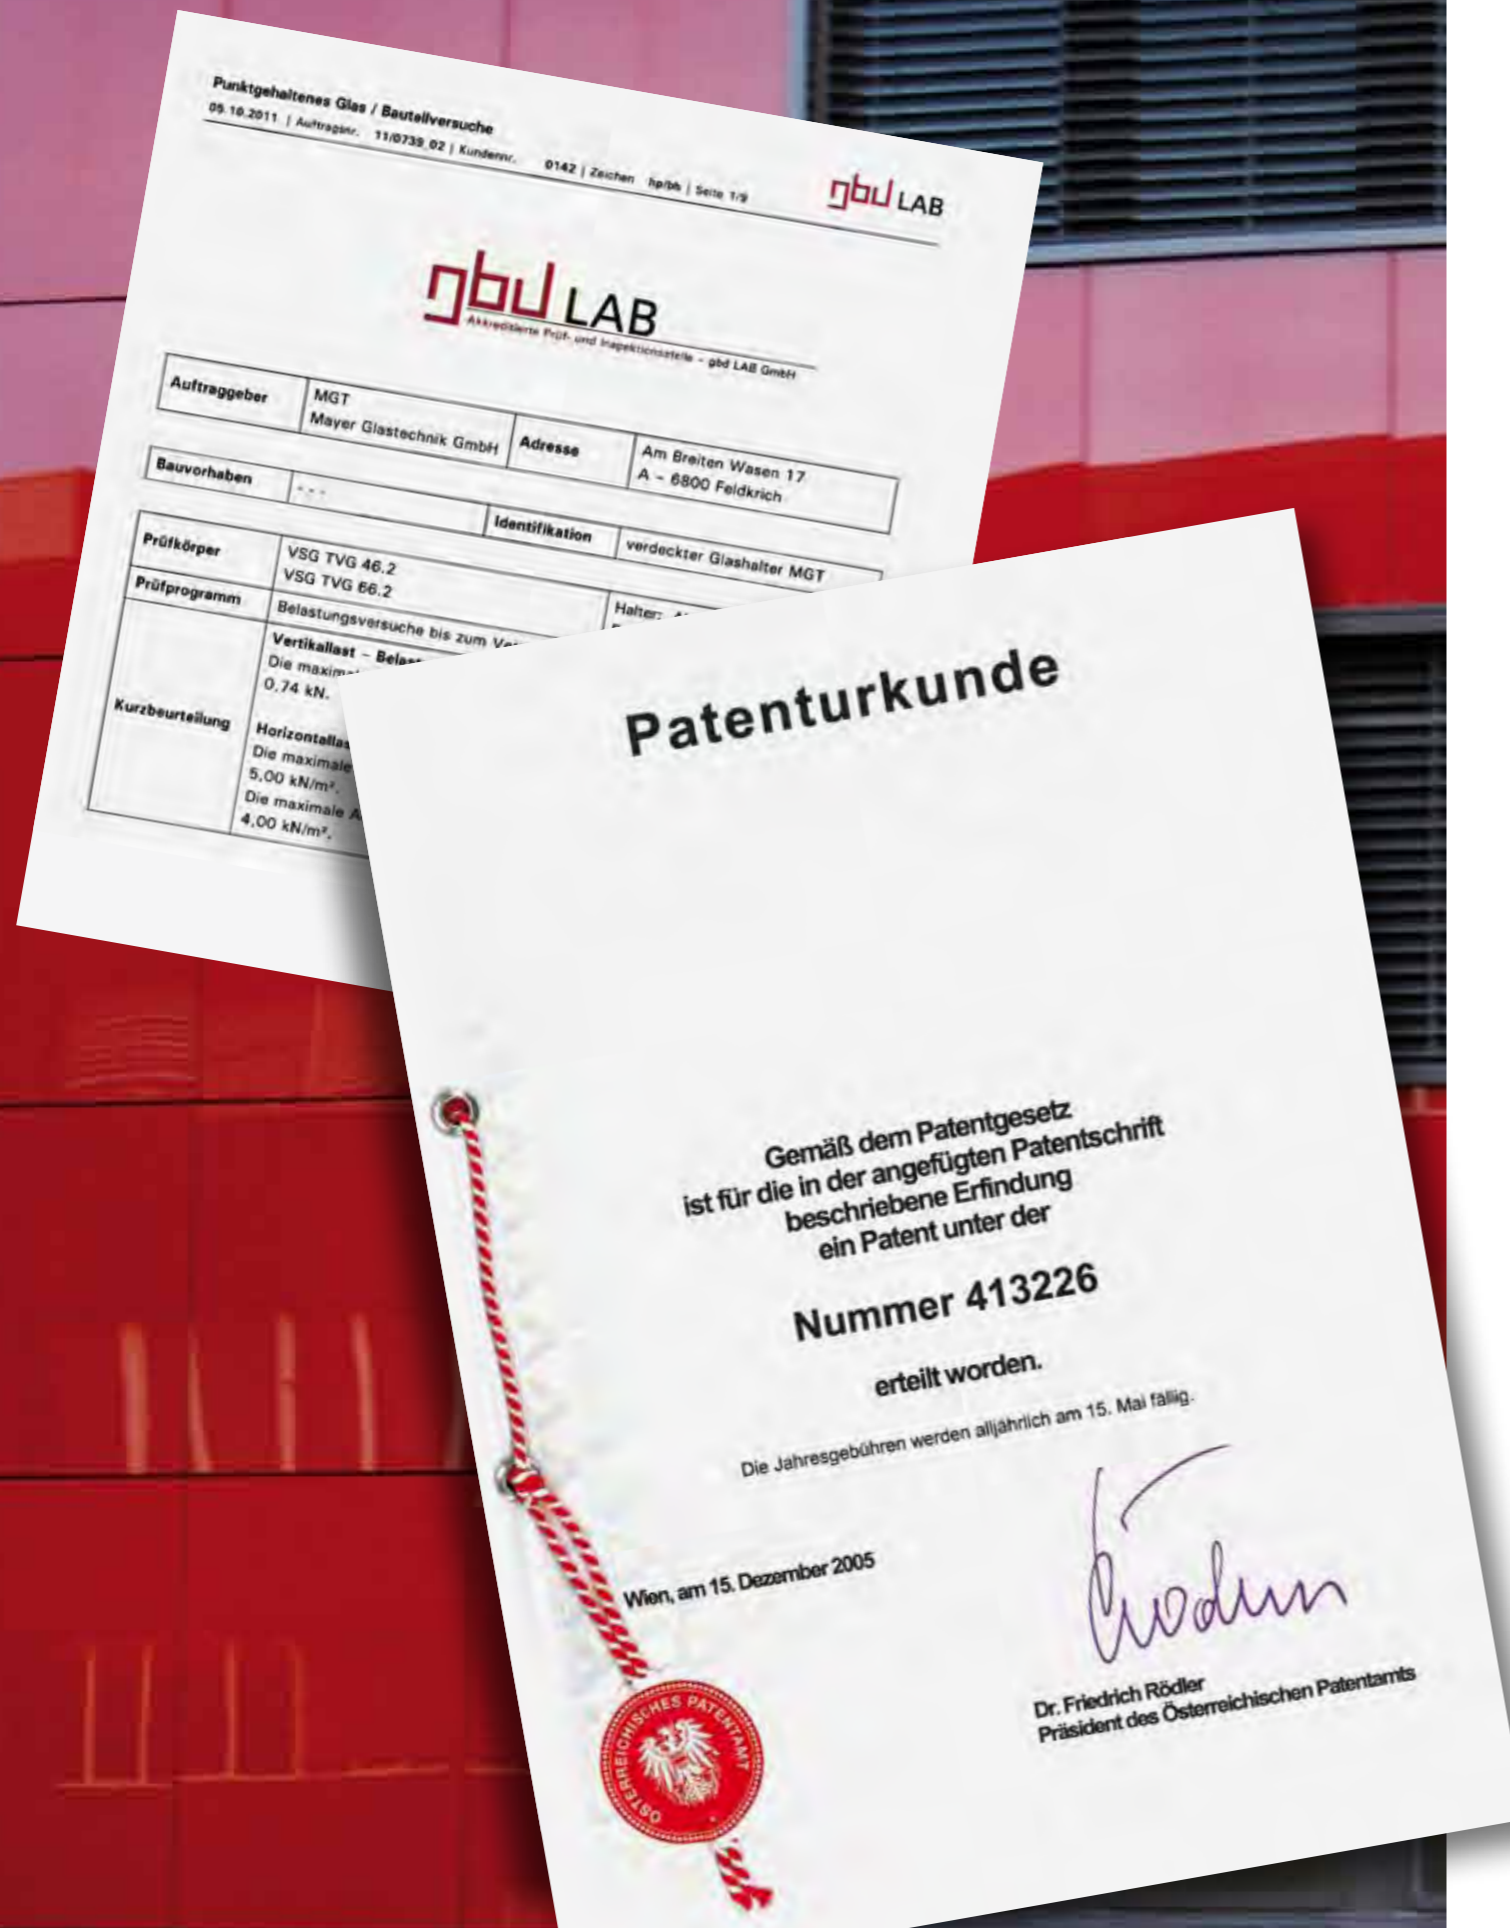 Punktgehaltenes Glas / Bauteilversuche
05.10.2011 | Auftragsnr. 11/0739_02 | Kundennr. 0142 | Zeichen hp/bh | Seite 1/9
gbd LAB
gbd LAB
Akkreditierte Prüf- und Inspektionsstelle – gbd LAB GmbH
Auftraggeber
MGT
Mayer Glastechnik GmbH
Adresse
Am Breiten Wasen 17
A – 6800 Feldkrich
Bauvorhaben
- - -
Identifikation
verdeckter Glashalter MGT
Prüfkörper
VSG TVG 46.2
VSG TVG 66.2
Halter:
Prüfprogramm
Belastungsversuche bis zum
Kurzbeurteilung
Vertikallast –
Die
0,74 kN.
Die maximale
5,00 kN/m².
Die maximale
4,00 kN/m².
Patenturkunde
Gemäß dem Patentgesetz
ist für die in der angefügten Patentschrift
beschriebene Erfindung
ein Patent unter der
Nummer 413226
erteilt worden.
Die Jahresgebühren werden alljährlich am 15. Mai fällig.
Wien, am 15. Dezember 2005
Dr. Friedrich Rödler
Präsident des Österreichischen Patentamts
ÖSTERREICHISCHES PATENTAMT